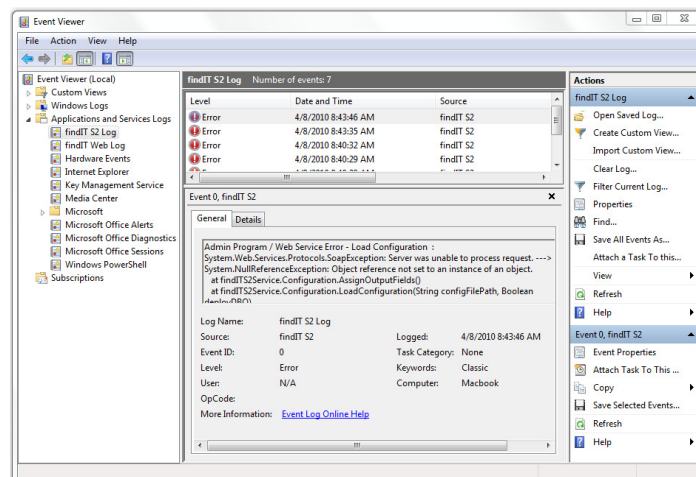 Event Viewer
File Action View Help
Event Viewer (Local)
Custom Views
Windows Logs
Applications and Services Logs
findIT S2 Log
findIT Web Log
Hardware Events
Internet Explorer
Key Management Service
Media Center
Microsoft
Microsoft Office Alerts
Microsoft Office Diagnostics
Microsoft Office Sessions
Windows PowerShell
Subscriptions
findIT S2 Log Number of events: 7
Level Date and Time Source
Error 4/8/2010 8:43:46 AM findIT S2
Error 4/8/2010 8:43:35 AM findIT S2
Error 4/8/2010 8:40:32 AM findIT S2
Error 4/8/2010 8:40:29 AM findIT S2
Event 0, findIT S2
General Details
Admin Program / Web Service Error - Load Configuration :
System.Web.Services.Protocols.SoapException: Server was unable to process request. --->
System.NullReferenceException: Object reference not set to an instance of an object.
at findITS2Service.Configuration.AssignOutputFields()
at findITS2Service.Configuration.LoadConfiguration(String configFilePath, Boolean
deployDBO)
Log Name: findIT S2 Log
Source: findIT S2 Logged: 4/8/2010 8:43:46 AM
Event ID: 0 Task Category: None
Level: Error Keywords: Classic
User: N/A Computer: Macbook
OpCode:
More Information: Event Log Online Help
Actions
findIT S2 Log
Open Saved Log...
Create Custom View...
Import Custom View...
Clear Log...
Filter Current Log...
Properties
Find...
Save All Events As...
Attach a Task To this...
View
Refresh
Help
Event 0, findIT S2
Event Properties
Attach Task To This ...
Copy
Save Selected Events...
Refresh
Help